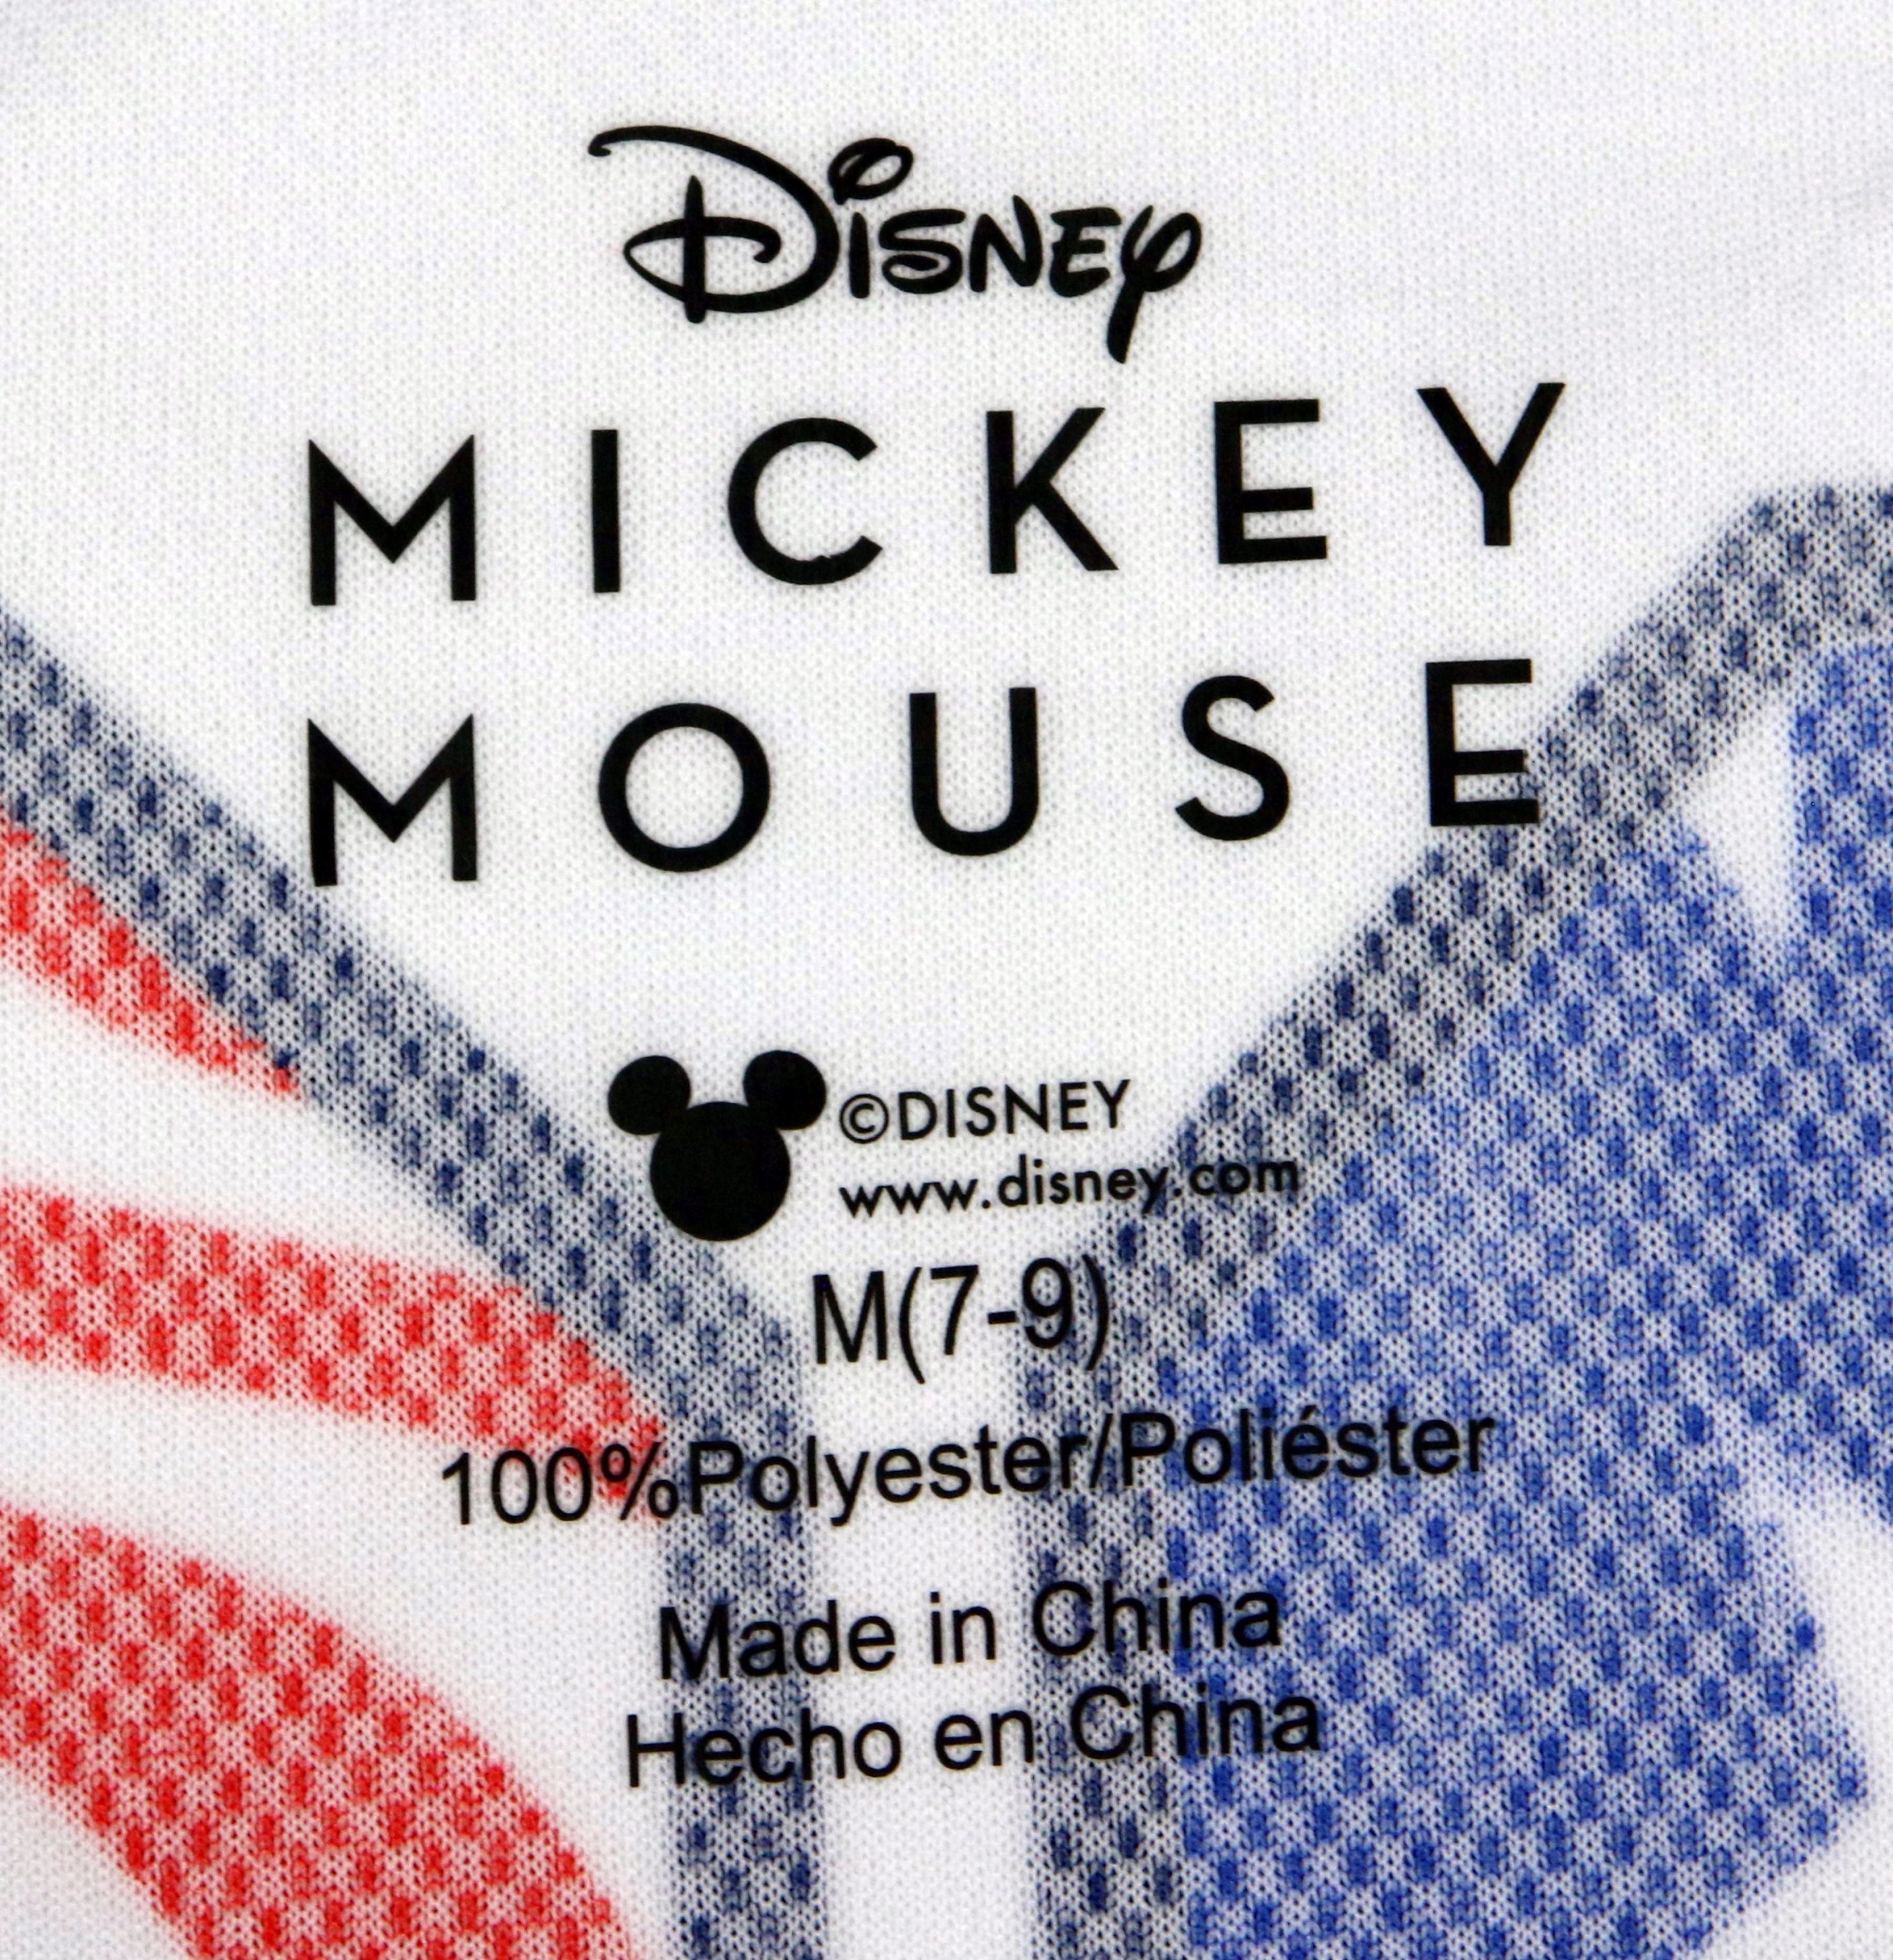 Disney
MICKEY
MOUSE
©DISNEY
www.disney.com
M(7-9)
100%Polyester/Poliéster
Made in China
Hecho en China